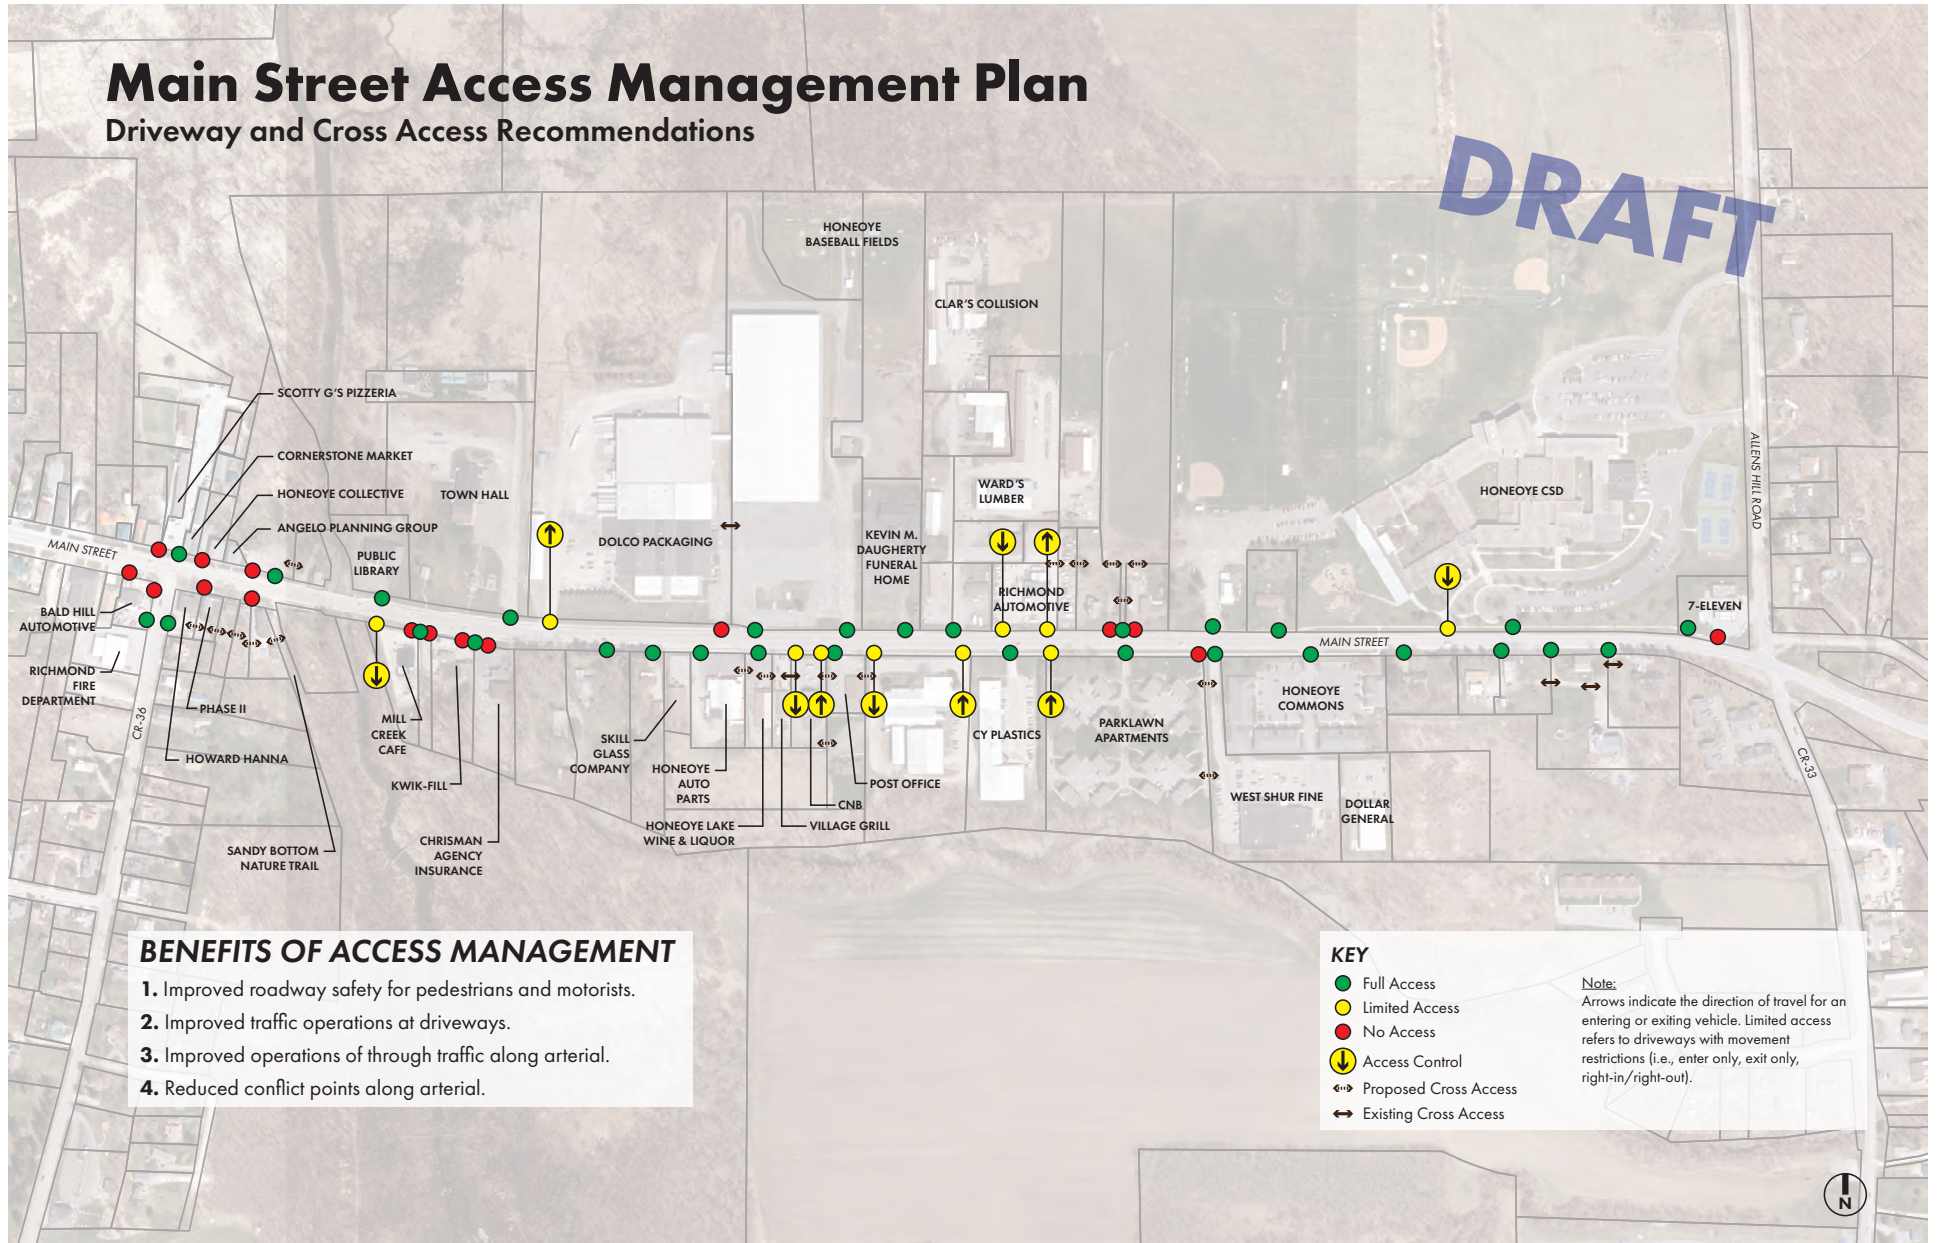 Main Street Access Management Plan
Driveway and Cross Access Recommendations
DRAFT
HONEOYE
BASEBALL FIELDS
CLAR'S COLLISION
SCOTTY G'S PIZZERIA
CORNERSTONE MARKET
HONEOYE COLLECTIVE
ANGELO PLANNING GROUP
TOWN HALL
PUBLIC
LIBRARY
DOLCO PACKAGING
KEVIN M.
DAUGHERTY
FUNERAL
HOME
WARD'S
LUMBER
RICHMOND
AUTOMOTIVE
HONEOYE CSD
ALLENS HILL ROAD
7-ELEVEN
MAIN STREET
MAIN STREET
BALD HILL
AUTOMOTIVE
RICHMOND
FIRE
DEPARTMENT
CR-36
PHASE II
HOWARD HANNA
SANDY BOTTOM
NATURE TRAIL
MILL
CREEK
CAFE
KWIK-FILL
CHRISMAN
AGENCY
INSURANCE
SKILL
GLASS
COMPANY
HONEOYE
AUTO
PARTS
HONEOYE LAKE
WINE & LIQUOR
POST OFFICE
CNB
VILLAGE GRILL
CY PLASTICS
PARKLAWN
APARTMENTS
HONEOYE
COMMONS
WEST SHUR FINE
DOLLAR
GENERAL
CR-33
BENEFITS OF ACCESS MANAGEMENT
1. Improved roadway safety for pedestrians and motorists.
2. Improved traffic operations at driveways.
3. Improved operations of through traffic along arterial.
4. Reduced conflict points along arterial.
KEY
Full Access
Limited Access
No Access
Access Control
Proposed Cross Access
Existing Cross Access
Note:
Arrows indicate the direction of travel for an
entering or exiting vehicle. Limited access
refers to driveways with movement
restrictions (i.e., enter only, exit only,
right-in/right-out).
N